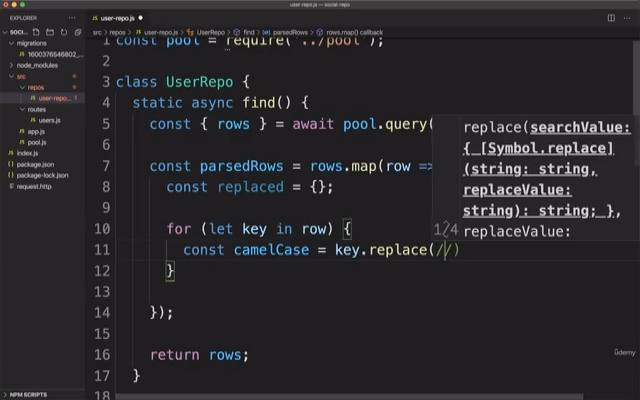 user-repo.js — social-repo
EXPLORER
user-repo.js
SOCI...
migrations
1600376546802_...
node_modules
src
repos
user-repo... 1
routes
users.js
app.js
pool.js
index.js
package.json
package-lock.json
request.http
NPM SCRIPTS
src > repos > user-repo.js > UserRepo > find > parsedRows > rows.map() callback
1 const pool = require('../pool');
2
3 class UserRepo {
4 static async find() {
5 const { rows } = await pool.query(
6
7 const parsedRows = rows.map(row =>
8 const replaced = {};
9
10 for (let key in row) {
11 const camelCase = key.replace(//)
12 }
13
14 });
15
16 return rows;
17 }
18
replace(searchValue:
{ [Symbol.replace]
(string: string,
replaceValue:
string): string; },
1/4 replaceValue:
ûdemy